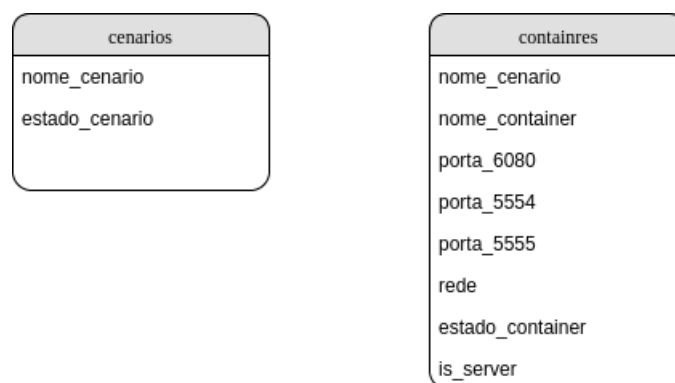 cenarios
nome_cenario
estado_cenario
containres
nome_cenario
nome_container
porta_6080
porta_5554
porta_5555
rede
estado_container
is_server